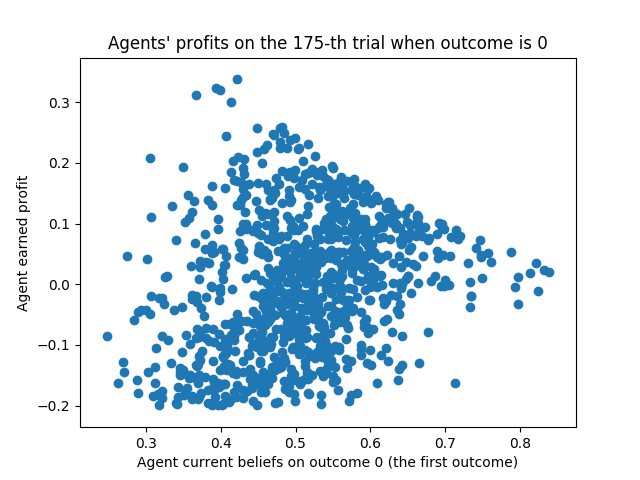 Agents' profits on the 175-th trial when outcome is 0
Agent earned profit
0.3
0.2
0.1
0.0
−0.1
−0.2
0.3 0.4 0.5 0.6 0.7 0.8
Agent current beliefs on outcome 0 (the first outcome)